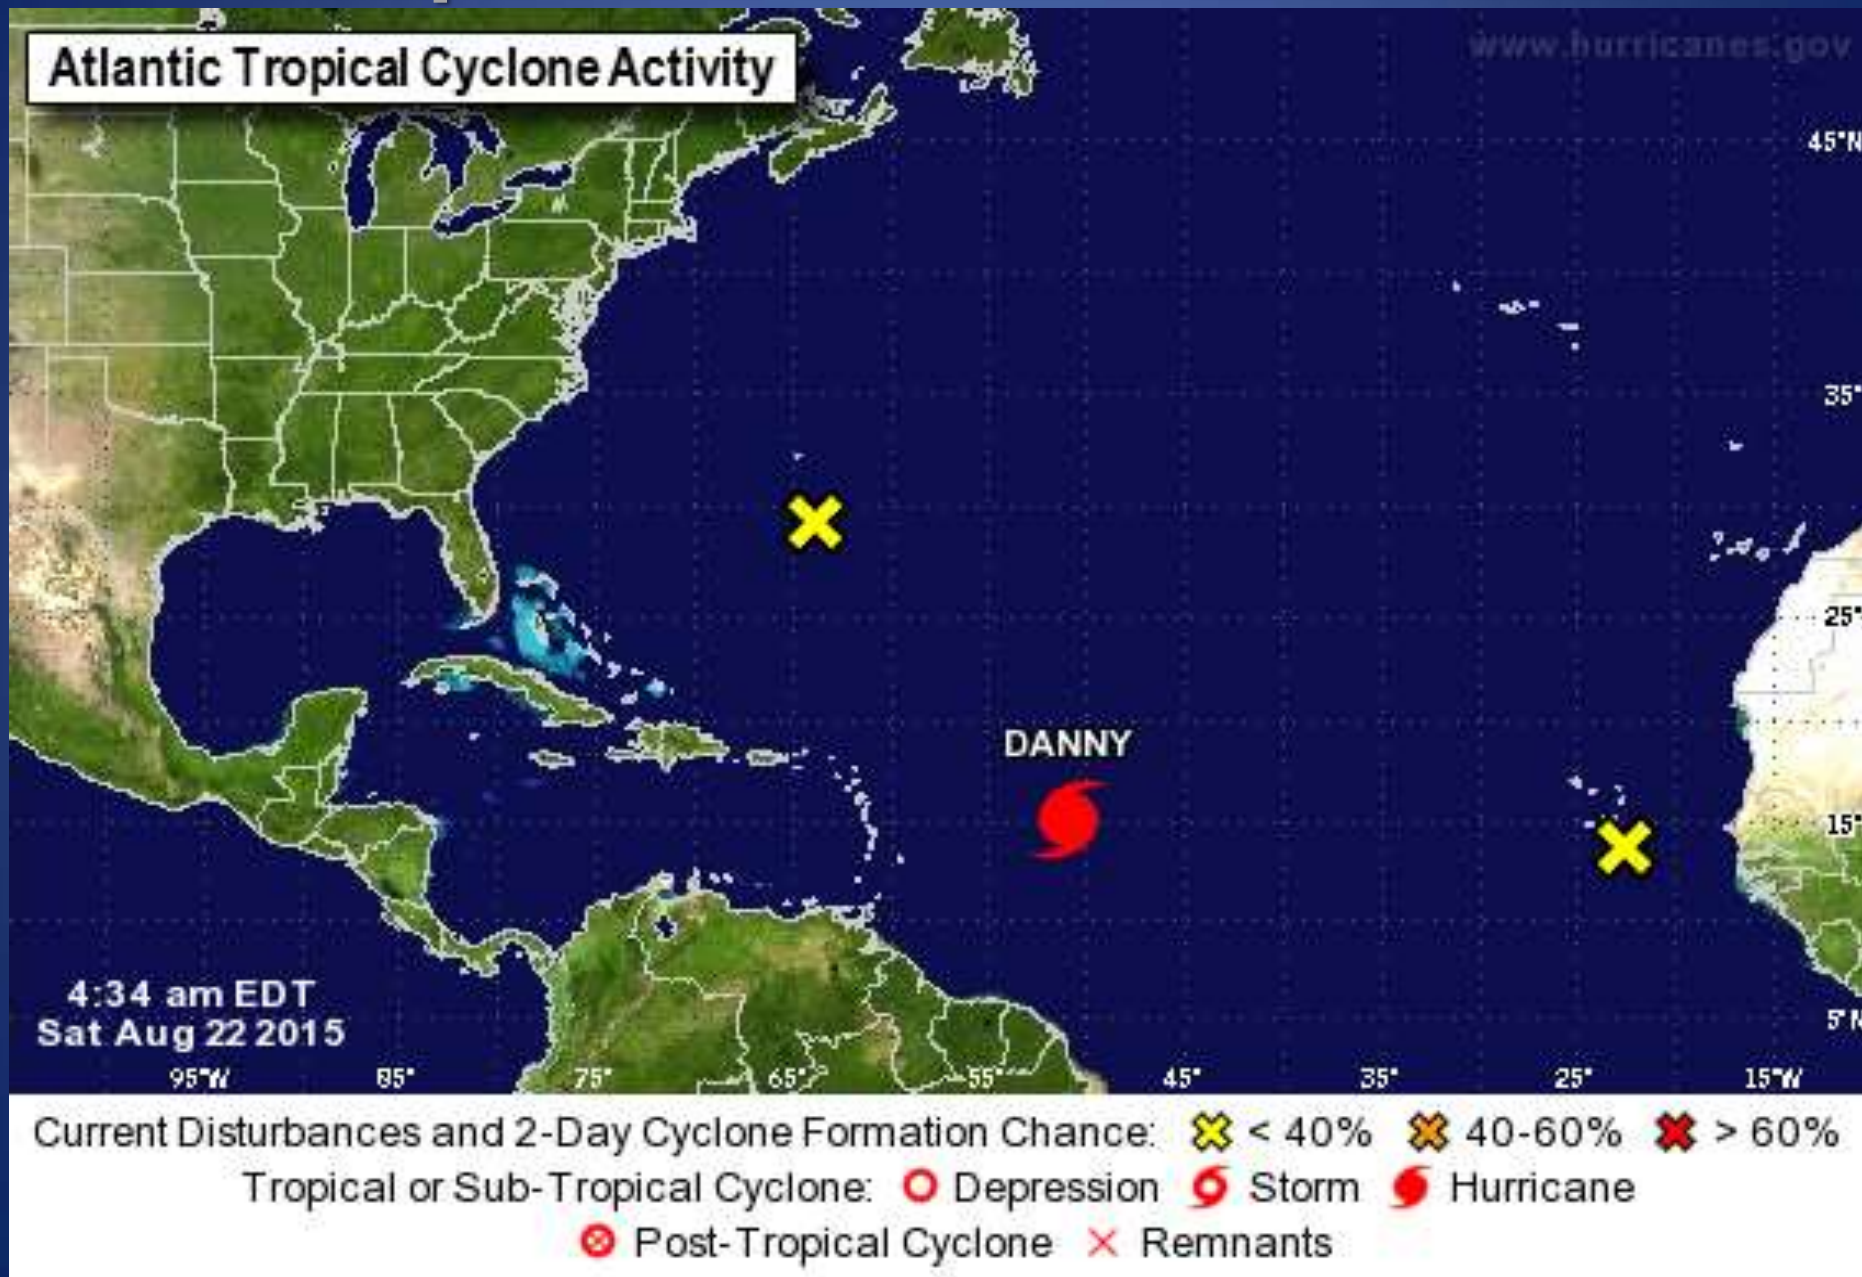 www.hurricanes.gov
Atlantic Tropical Cyclone Activity
45°N
35°
25°
DANNY
15°
4:34 am EDT
Sat Aug 22 2015
5° N
95°W 85° 75° 65° 55° 45° 35° 25° 15°W
Current Disturbances and 2-Day Cyclone Formation Chance: < 40% 40-60% > 60%
Tropical or Sub-Tropical Cyclone: Depression Storm Hurricane
Post-Tropical Cyclone Remnants